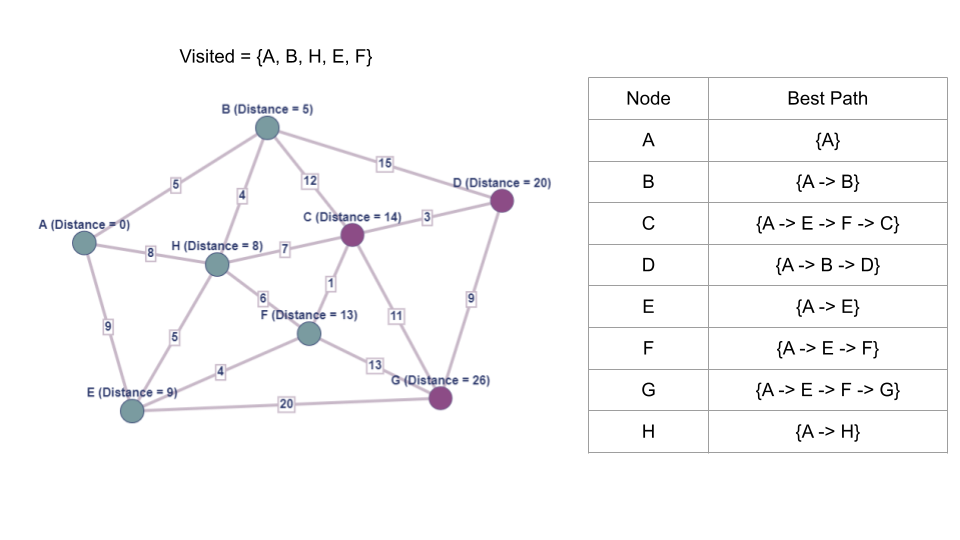 Visited = {A, B, H, E, F}
B (Distance = 5)
15
5
12
4
D (Distance = 20)
C (Distance = 14)
3
A (Distance = 0)
H (Distance = 8)
8
7
1
6
9
F (Distance = 13)
11
9
5
4
13
G (Distance = 26)
E (Distance = 9)
20
Node Best Path
A {A}
B {A -> B}
C {A -> E -> F -> C}
D {A -> B -> D}
E {A -> E}
F {A -> E -> F}
G {A -> E -> F -> G}
H {A -> H}